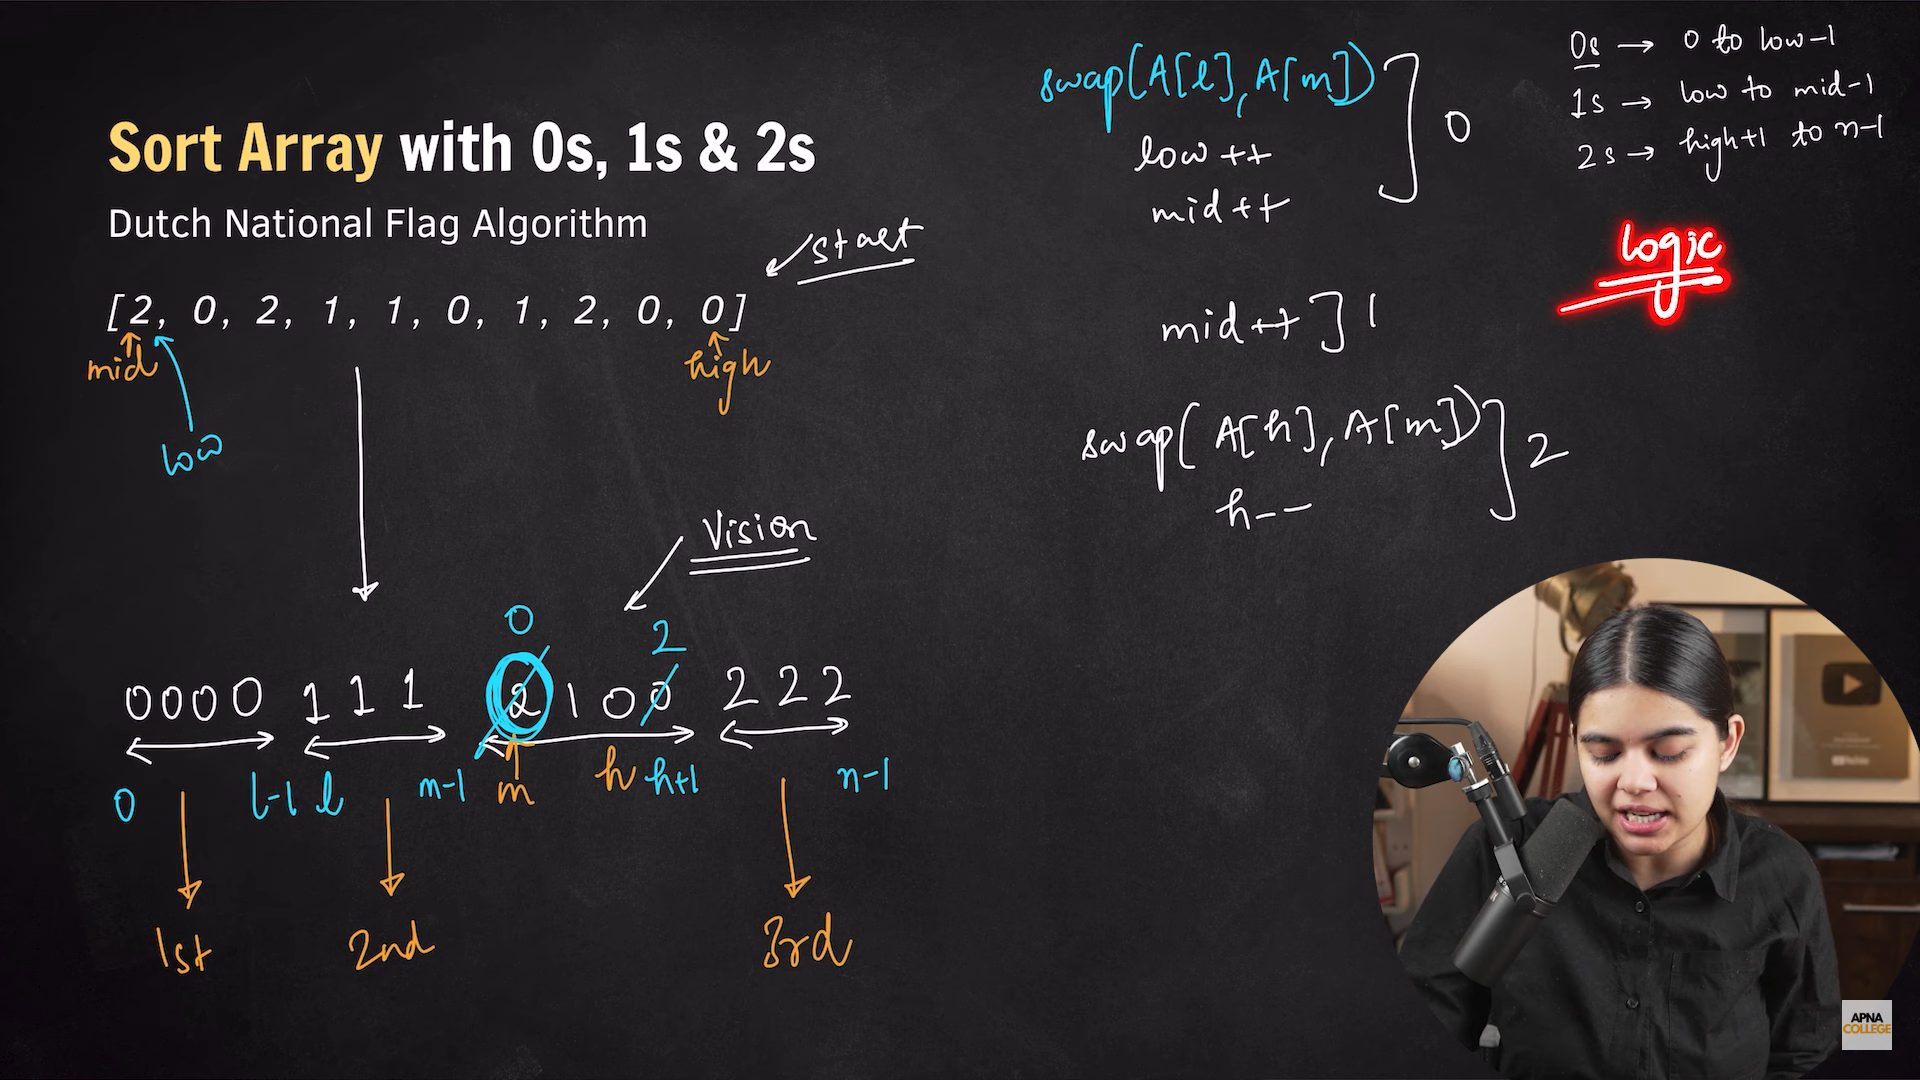 Sort Array with 0s, 1s & 2s
Dutch National Flag Algorithm
start
[2, 0, 2, 1, 1, 0, 1, 2, 0, 0]
mid
high
low
Vision
0
2
0000 111 2100 222
0 l-1 l m-1 m h h+1 n-1
1st 2nd 3rd
swap(A[l], A[m])
low++
mid++
] 0
mid++ ] 1
swap(A[h], A[m])
h--
] 2
0s → 0 to low-1
1s → low to mid-1
2s → high+1 to n-1
logic
APNA
COLLEGE